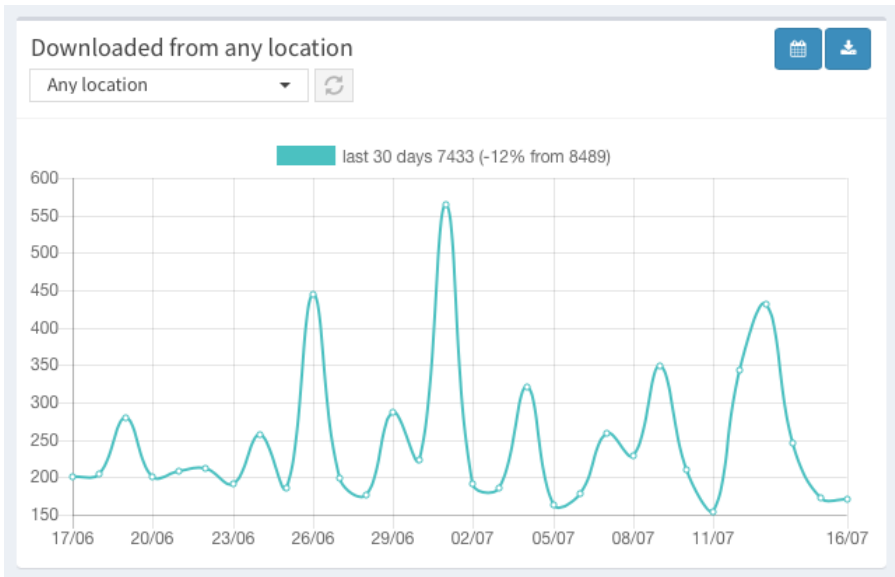 Downloaded from any location
Any location
last 30 days 7433 (-12% from 8489)
600
550
500
450
400
350
300
250
200
150
17/06 20/06 23/06 26/06 29/06 02/07 05/07 08/07 11/07 16/07